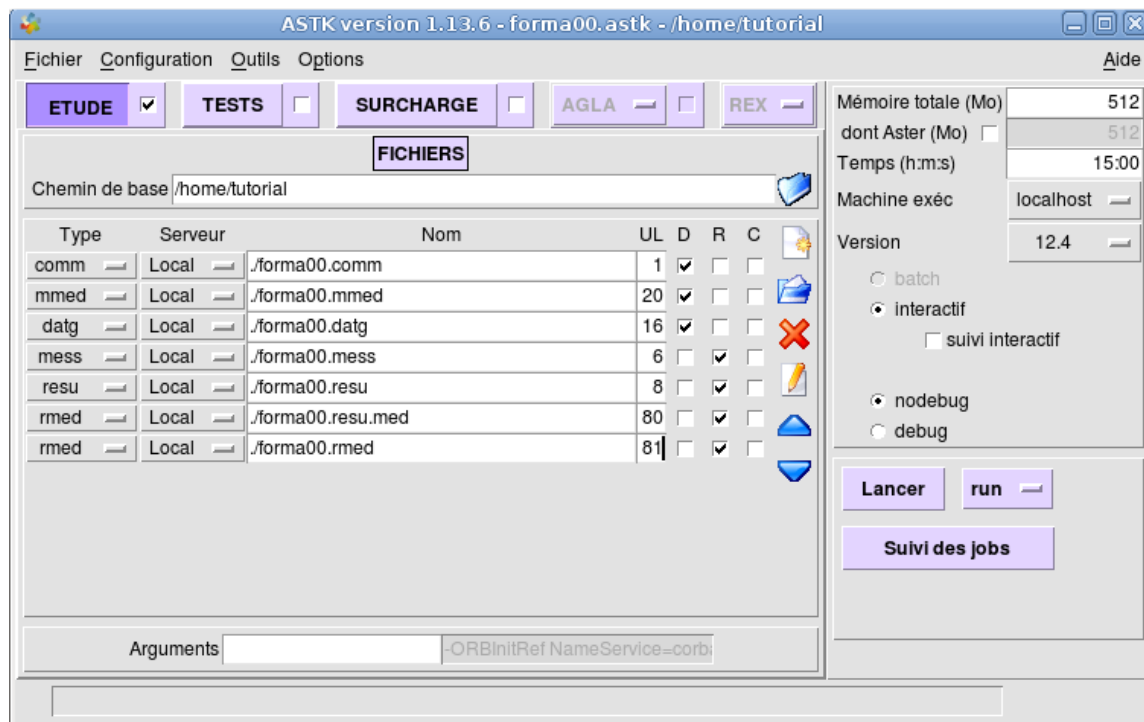 ASTK version 1.13.6 - forma00.astk - /home/tutorial
Fichier Configuration Outils Options Aide
ETUDE TESTS SURCHARGE AGLA REX
FICHIERS
Chemin de base /home/tutorial
Type Serveur Nom UL D R C
comm Local ./forma00.comm 1
mmed Local ./forma00.mmed 20
datg Local ./forma00.datg 16
mess Local ./forma00.mess 6
resu Local ./forma00.resu 8
rmed Local ./forma00.resu.med 80
rmed Local ./forma00.rmed 81
Arguments -ORBInitRef NameService=corba
Mémoire totale (Mo) 512
dont Aster (Mo) 512
Temps (h:m:s) 15:00
Machine exéc localhost
Version 12.4
batch
interactif
suivi interactif
nodebug
debug
Lancer run
Suivi des jobs